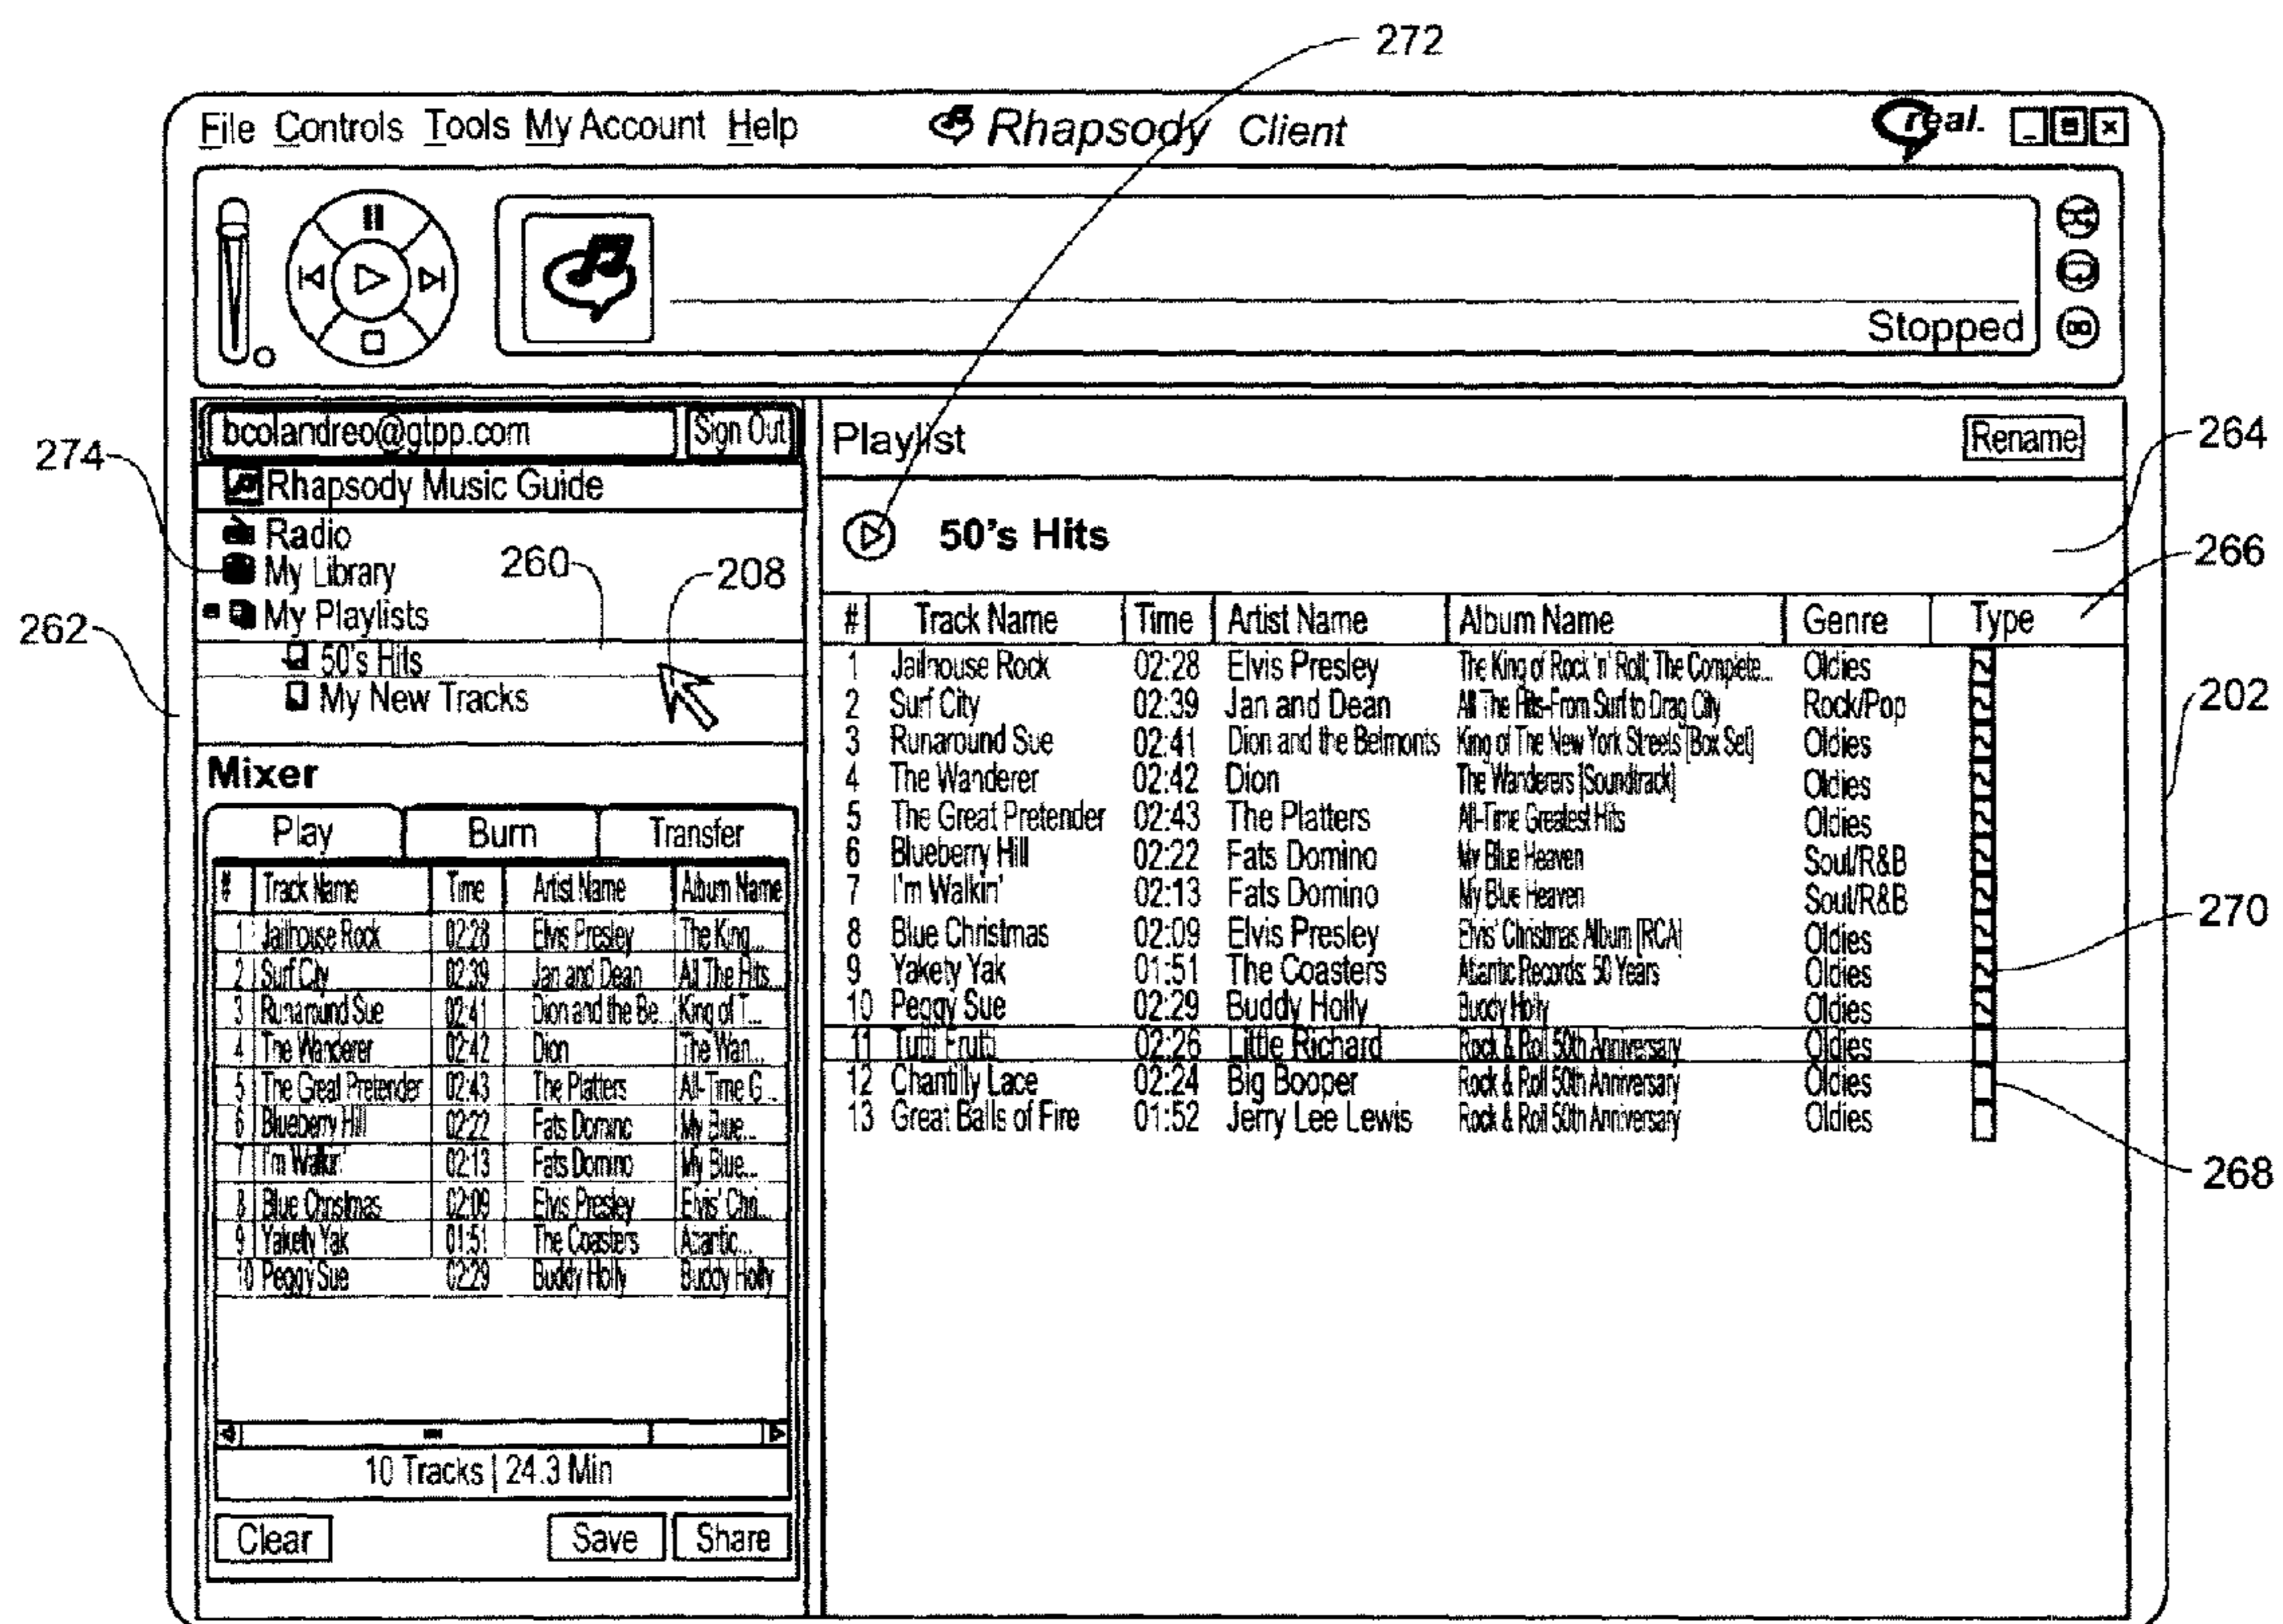 272
File Controls Tools My Account Help Rhapsody Client real.
Stopped
bcolandreo@gtpp.com Sign Out
274
Rhapsody Music Guide
Radio
My Library
My Playlists
260
208
262
50's Hits
My New Tracks
Mixer
Play Burn Transfer
# Track Name Time Artist Name Album Name
1 Jailhouse Rock 02:28 Elvis Presley The King...
2 Surf City 02:39 Jan and Dean All The Hits...
3 Runaround Sue 02:41 Dion and the Be... King of T...
4 The Wanderer 02:42 Dion The Wan...
5 The Great Pretender 02:43 The Platters All-Time G...
6 Blueberry Hill 02:22 Fats Domino My Blue...
7 I'm Walkin' 02:13 Fats Domino My Blue...
8 Blue Christmas 02:09 Elvis Presley Elvis' Chri...
9 Yakety Yak 01:51 The Coasters Atlantic...
10 Peggy Sue 02:29 Buddy Holly Buddy Holly
10 Tracks | 24.3 Min
Clear Save Share
Playlist Rename
264
50's Hits
266
# Track Name Time Artist Name Album Name Genre Type
1 Jailhouse Rock 02:28 Elvis Presley The King of Rock 'n' Roll; The Complete... Oldies
2 Surf City 02:39 Jan and Dean All The Hits-From Surf to Drag City Rock/Pop
202
3 Runaround Sue 02:41 Dion and the Belmonts King of The New York Streets [Box Set] Oldies
4 The Wanderer 02:42 Dion The Wanderers [Soundtrack] Oldies
5 The Great Pretender 02:43 The Platters All-Time Greatest Hits Oldies
6 Blueberry Hill 02:22 Fats Domino My Blue Heaven Soul/R&B
7 I'm Walkin' 02:13 Fats Domino My Blue Heaven Soul/R&B
270
8 Blue Christmas 02:09 Elvis Presley Elvis' Christmas Album [RCA] Oldies
9 Yakety Yak 01:51 The Coasters Atlantic Records: 50 Years Oldies
10 Peggy Sue 02:29 Buddy Holly Buddy Holly Oldies
11 Tutti Frutti 02:26 Little Richard Rock & Roll 50th Anniversary Oldies
12 Chantilly Lace 02:24 Big Booper Rock & Roll 50th Anniversary Oldies
13 Great Balls of Fire 01:52 Jerry Lee Lewis Rock & Roll 50th Anniversary Oldies
268